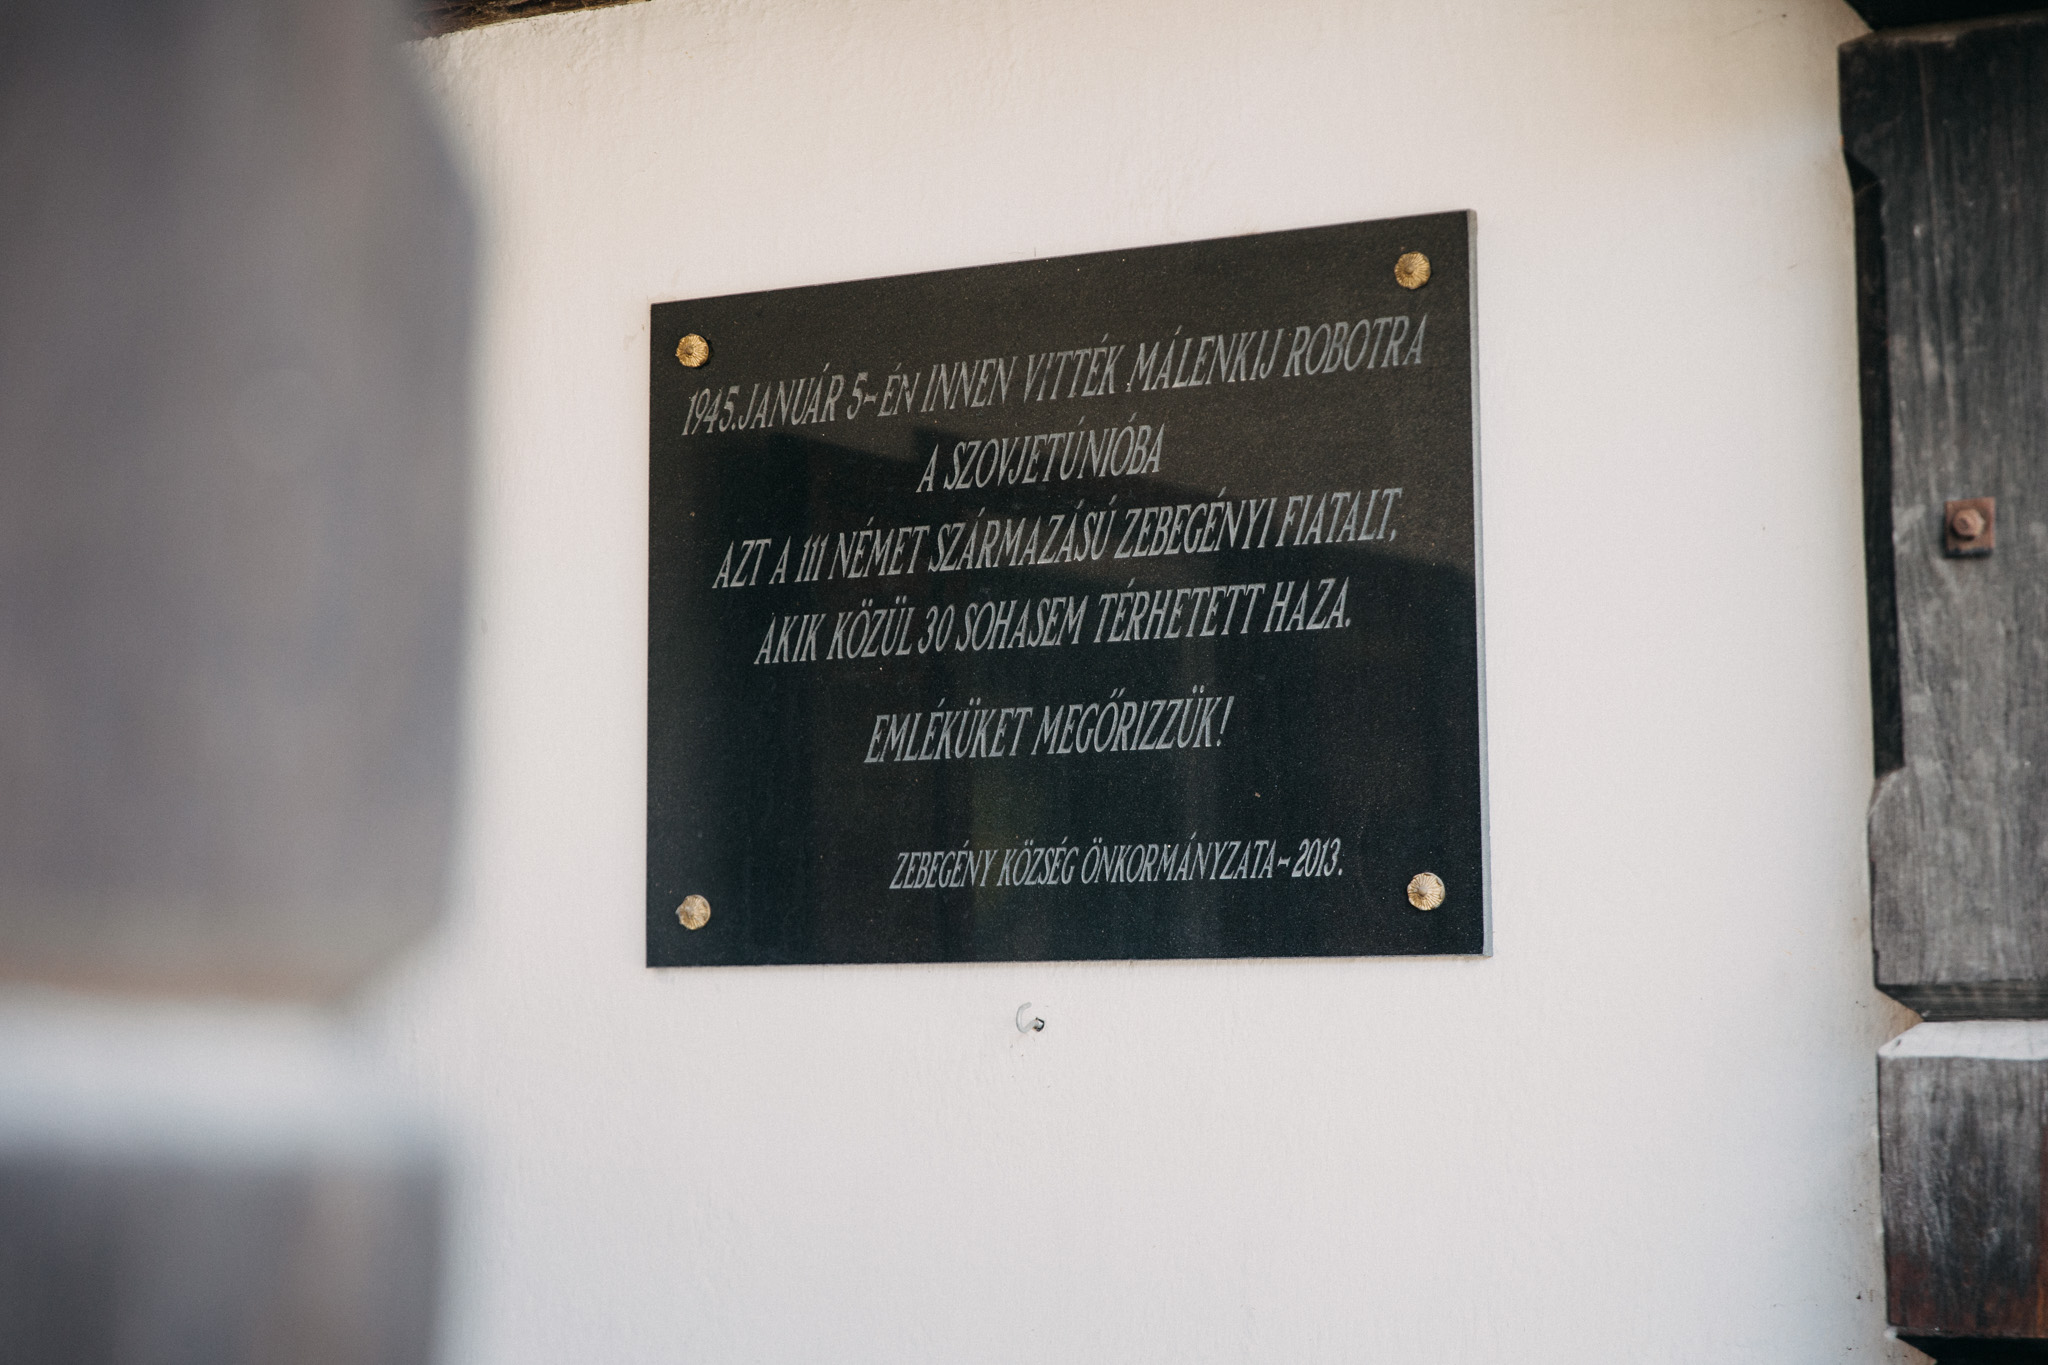 1945. JANUÁR 5-ÉN INNEN VITTÉK MÁLENKIJ ROBOTRA
A SZOVJETÚNIÓBA
AZT A 111 NÉMET SZÁRMAZÁSÚ ZEBEGÉNYI FIATALT,
AKIK KÖZÜL 30 SOHASEM TÉRHETETT HAZA.
EMLÉKÜKET MEGŐRIZZÜK!
ZEBEGÉNY KÖZSÉG ÖNKORMÁNYZATA - 2013.